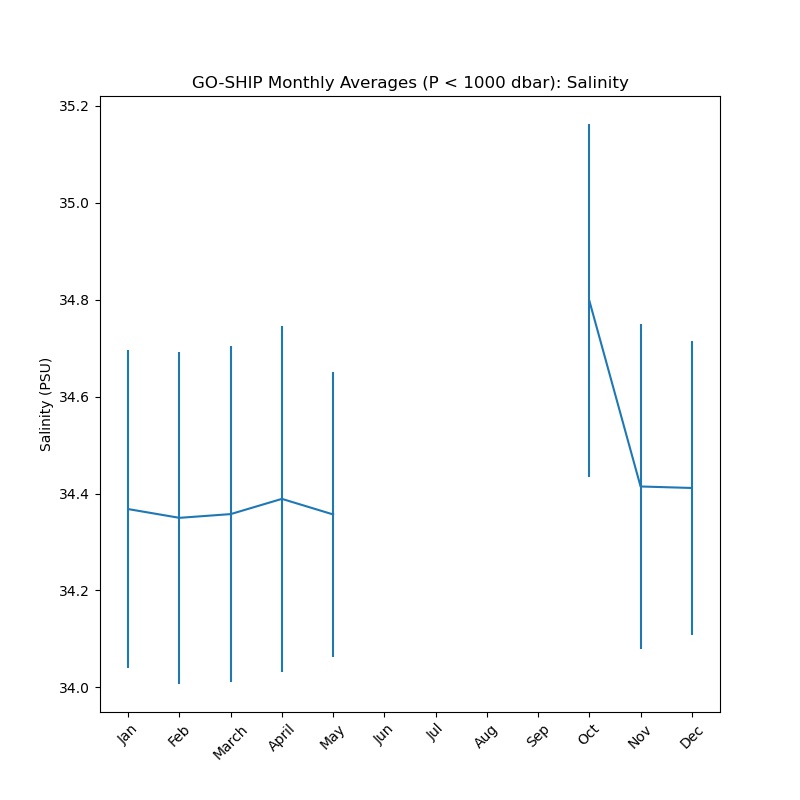 GO-SHIP Monthly Averages (P < 1000 dbar): Salinity
35.2
35.0
34.8
34.6
34.4
34.2
34.0
Salinity (PSU)
Jan
Feb
March
April
May
Jun
Jul
Aug
Sep
Oct
Nov
Dec